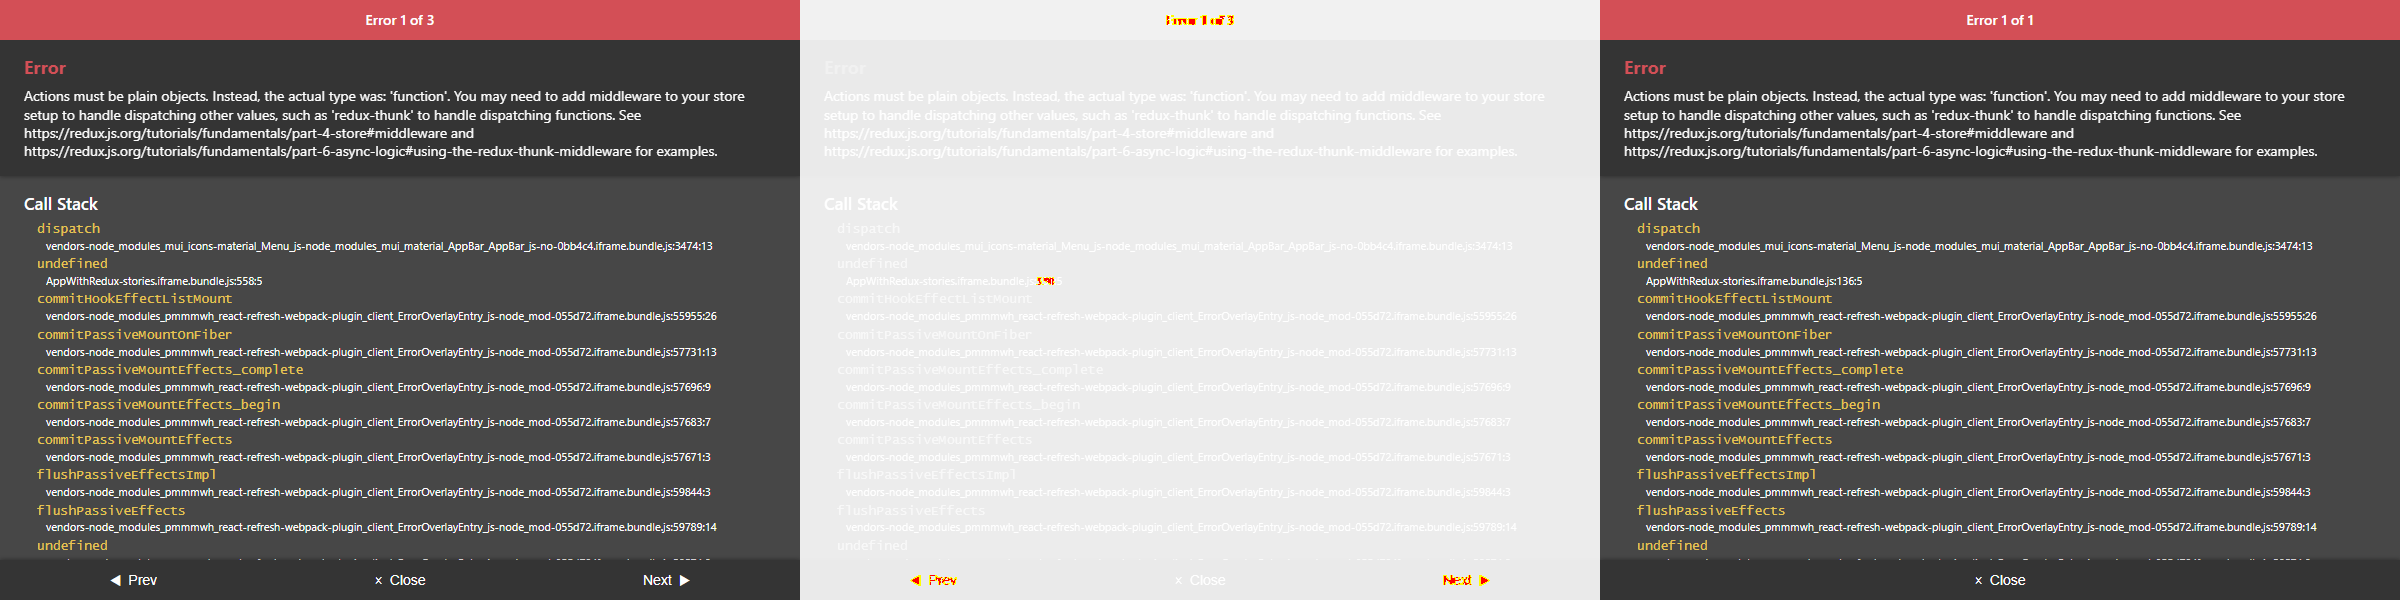 Error 1 of 3
Error
Actions must be plain objects. Instead, the actual type was: 'function'. You may need to add middleware to your store
setup to handle dispatching other values, such as 'redux-thunk' to handle dispatching functions. See
https://redux.js.org/tutorials/fundamentals/part-4-store#middleware and
https://redux.js.org/tutorials/fundamentals/part-6-async-logic#using-the-redux-thunk-middleware for examples.
Call Stack
dispatch
vendors-node_modules_mui_icons-material_Menu_js-node_modules_mui_material_AppBar_AppBar_js-no-0bb4c4.iframe.bundle.js:3474:13
undefined
AppWithRedux-stories.iframe.bundle.js:558:5
commitHookEffectListMount
vendors-node_modules_pmmmwh_react-refresh-webpack-plugin_client_ErrorOverlayEntry_js-node_mod-055d72.iframe.bundle.js:55955:26
commitPassiveMountOnFiber
vendors-node_modules_pmmmwh_react-refresh-webpack-plugin_client_ErrorOverlayEntry_js-node_mod-055d72.iframe.bundle.js:57731:13
commitPassiveMountEffects_complete
vendors-node_modules_pmmmwh_react-refresh-webpack-plugin_client_ErrorOverlayEntry_js-node_mod-055d72.iframe.bundle.js:57696:9
commitPassiveMountEffects_begin
vendors-node_modules_pmmmwh_react-refresh-webpack-plugin_client_ErrorOverlayEntry_js-node_mod-055d72.iframe.bundle.js:57683:7
commitPassiveMountEffects
vendors-node_modules_pmmmwh_react-refresh-webpack-plugin_client_ErrorOverlayEntry_js-node_mod-055d72.iframe.bundle.js:57671:3
flushPassiveEffectsImpl
vendors-node_modules_pmmmwh_react-refresh-webpack-plugin_client_ErrorOverlayEntry_js-node_mod-055d72.iframe.bundle.js:59844:3
flushPassiveEffects
vendors-node_modules_pmmmwh_react-refresh-webpack-plugin_client_ErrorOverlayEntry_js-node_mod-055d72.iframe.bundle.js:59789:14
undefined
◀ Prev × Close Next ▶
Error 1 of 3
Error
Actions must be plain objects. Instead, the actual type was: 'function'. You may need to add middleware to your store
setup to handle dispatching other values, such as 'redux-thunk' to handle dispatching functions. See
https://redux.js.org/tutorials/fundamentals/part-4-store#middleware and
https://redux.js.org/tutorials/fundamentals/part-6-async-logic#using-the-redux-thunk-middleware for examples.
Call Stack
dispatch
vendors-node_modules_mui_icons-material_Menu_js-node_modules_mui_material_AppBar_AppBar_js-no-0bb4c4.iframe.bundle.js:3474:13
undefined
AppWithRedux-stories.iframe.bundle.js:
commitHookEffectListMount
vendors-node_modules_pmmmwh_react-refresh-webpack-plugin_client_ErrorOverlayEntry_js-node_mod-055d72.iframe.bundle.js:55955:26
commitPassiveMountOnFiber
vendors-node_modules_pmmmwh_react-refresh-webpack-plugin_client_ErrorOverlayEntry_js-node_mod-055d72.iframe.bundle.js:57731:13
commitPassiveMountEffects_complete
vendors-node_modules_pmmmwh_react-refresh-webpack-plugin_client_ErrorOverlayEntry_js-node_mod-055d72.iframe.bundle.js:57696:9
commitPassiveMountEffects_begin
vendors-node_modules_pmmmwh_react-refresh-webpack-plugin_client_ErrorOverlayEntry_js-node_mod-055d72.iframe.bundle.js:57683:7
commitPassiveMountEffects
vendors-node_modules_pmmmwh_react-refresh-webpack-plugin_client_ErrorOverlayEntry_js-node_mod-055d72.iframe.bundle.js:57671:3
flushPassiveEffectsImpl
vendors-node_modules_pmmmwh_react-refresh-webpack-plugin_client_ErrorOverlayEntry_js-node_mod-055d72.iframe.bundle.js:59844:3
flushPassiveEffects
vendors-node_modules_pmmmwh_react-refresh-webpack-plugin_client_ErrorOverlayEntry_js-node_mod-055d72.iframe.bundle.js:59789:14
undefined
◀ Prev × Close Next ▶
Error 1 of 1
Error
Actions must be plain objects. Instead, the actual type was: 'function'. You may need to add middleware to your store
setup to handle dispatching other values, such as 'redux-thunk' to handle dispatching functions. See
https://redux.js.org/tutorials/fundamentals/part-4-store#middleware and
https://redux.js.org/tutorials/fundamentals/part-6-async-logic#using-the-redux-thunk-middleware for examples.
Call Stack
dispatch
vendors-node_modules_mui_icons-material_Menu_js-node_modules_mui_material_AppBar_AppBar_js-no-0bb4c4.iframe.bundle.js:3474:13
undefined
AppWithRedux-stories.iframe.bundle.js:136:5
commitHookEffectListMount
vendors-node_modules_pmmmwh_react-refresh-webpack-plugin_client_ErrorOverlayEntry_js-node_mod-055d72.iframe.bundle.js:55955:26
commitPassiveMountOnFiber
vendors-node_modules_pmmmwh_react-refresh-webpack-plugin_client_ErrorOverlayEntry_js-node_mod-055d72.iframe.bundle.js:57731:13
commitPassiveMountEffects_complete
vendors-node_modules_pmmmwh_react-refresh-webpack-plugin_client_ErrorOverlayEntry_js-node_mod-055d72.iframe.bundle.js:57696:9
commitPassiveMountEffects_begin
vendors-node_modules_pmmmwh_react-refresh-webpack-plugin_client_ErrorOverlayEntry_js-node_mod-055d72.iframe.bundle.js:57683:7
commitPassiveMountEffects
vendors-node_modules_pmmmwh_react-refresh-webpack-plugin_client_ErrorOverlayEntry_js-node_mod-055d72.iframe.bundle.js:57671:3
flushPassiveEffectsImpl
vendors-node_modules_pmmmwh_react-refresh-webpack-plugin_client_ErrorOverlayEntry_js-node_mod-055d72.iframe.bundle.js:59844:3
flushPassiveEffects
vendors-node_modules_pmmmwh_react-refresh-webpack-plugin_client_ErrorOverlayEntry_js-node_mod-055d72.iframe.bundle.js:59789:14
undefined
× Close